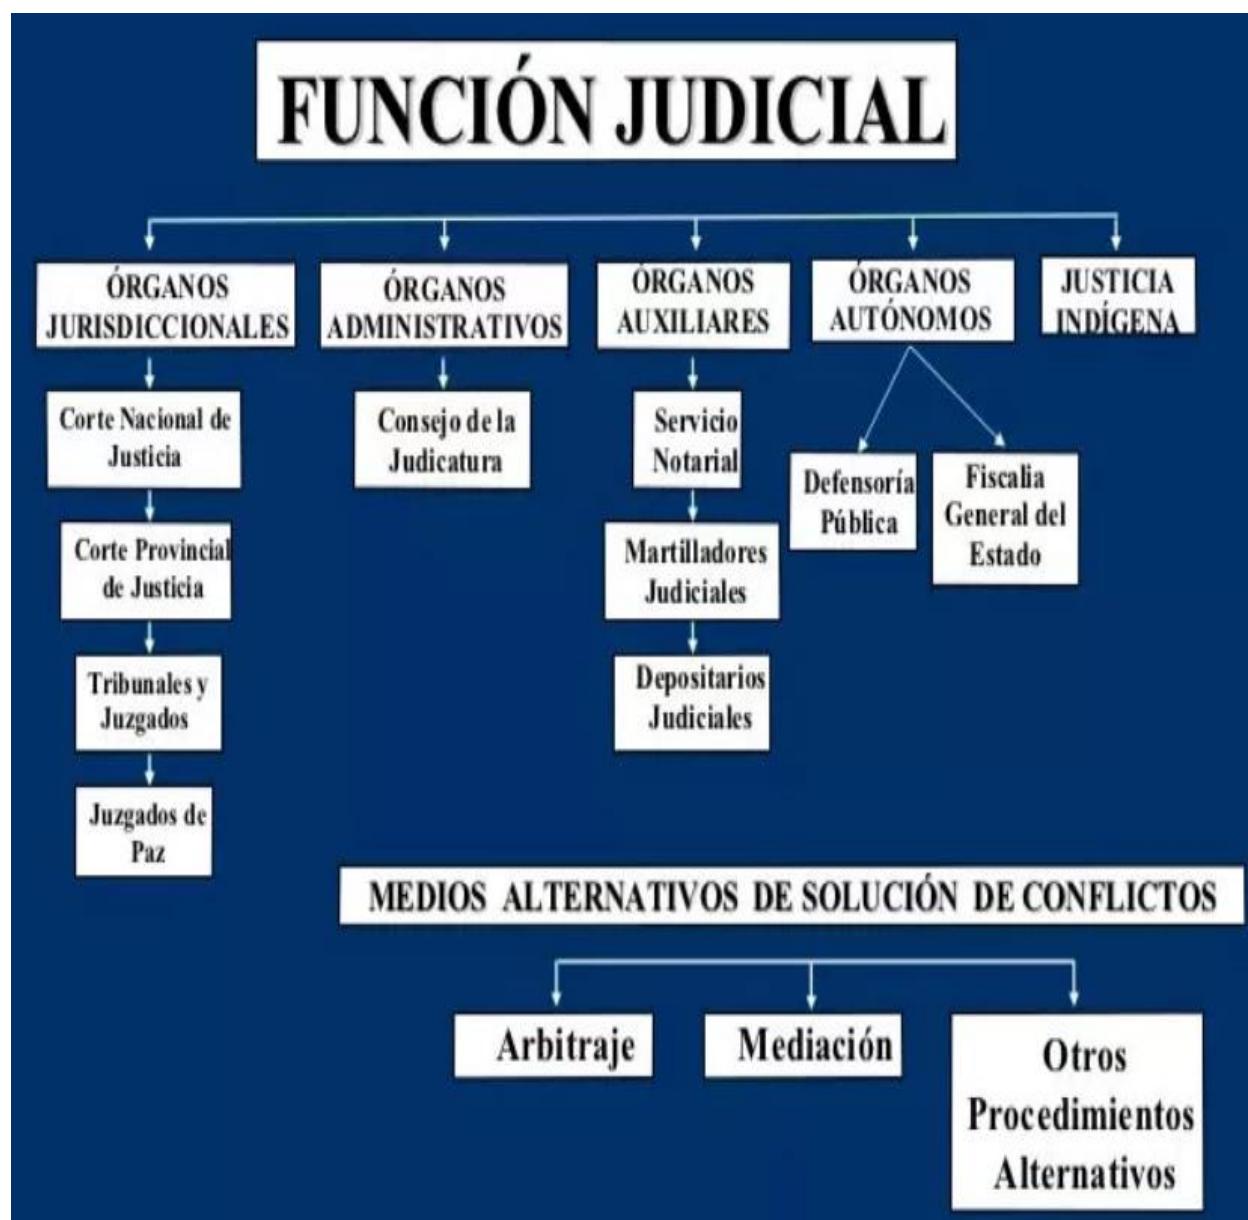 FUNCIÓN JUDICIAL
ÓRGANOS
JURISDICCIONALES
ÓRGANOS
ADMINISTRATIVOS
ÓRGANOS
AUXILIARES
ÓRGANOS
AUTÓNOMOS
JUSTICIA
INDÍGENA
Corte Nacional de
Justicia
Corte Provincial
de Justicia
Tribunales y
Juzgados
Juzgados de
Paz
Consejo de la
Judicatura
Servicio
Notarial
Martilladores
Judiciales
Depositarios
Judiciales
Defensoría
Pública
Fiscalia
General del
Estado
MEDIOS ALTERNATIVOS DE SOLUCIÓN DE CONFLICTOS
Arbitraje
Mediación
Otros
Procedimientos
Alternativos